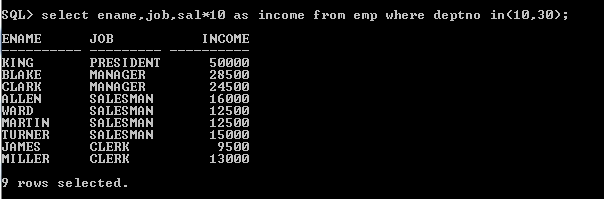 SQL> select ename,job,sal*10 as income from emp where deptno in(10,30);
ENAME      JOB           INCOME
---------- --------- ----------
KING       PRESIDENT      50000
BLAKE      MANAGER        28500
CLARK      MANAGER        24500
ALLEN      SALESMAN       16000
WARD       SALESMAN       12500
MARTIN     SALESMAN       12500
TURNER     SALESMAN       15000
JAMES      CLERK           9500
MILLER     CLERK          13000
9 rows selected.